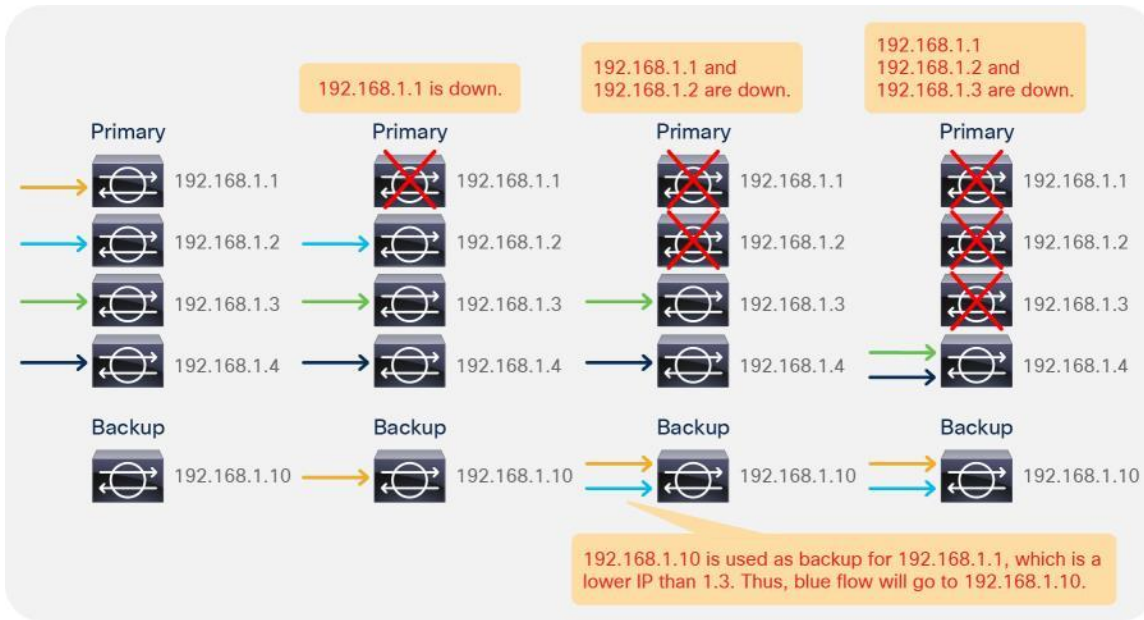 192.168.1.1 is down.
192.168.1.1 and
192.168.1.2 are down.
192.168.1.1
192.168.1.2 and
192.168.1.3 are down.
Primary
192.168.1.1
192.168.1.2
192.168.1.3
192.168.1.4
Backup
192.168.1.10
Primary
192.168.1.1
192.168.1.2
192.168.1.3
192.168.1.4
Backup
192.168.1.10
Primary
192.168.1.1
192.168.1.2
192.168.1.3
192.168.1.4
Backup
192.168.1.10
Primary
192.168.1.1
192.168.1.2
192.168.1.3
192.168.1.4
Backup
192.168.1.10
192.168.1.10 is used as backup for 192.168.1.1, which is a
lower IP than 1.3. Thus, blue flow will go to 192.168.1.10.